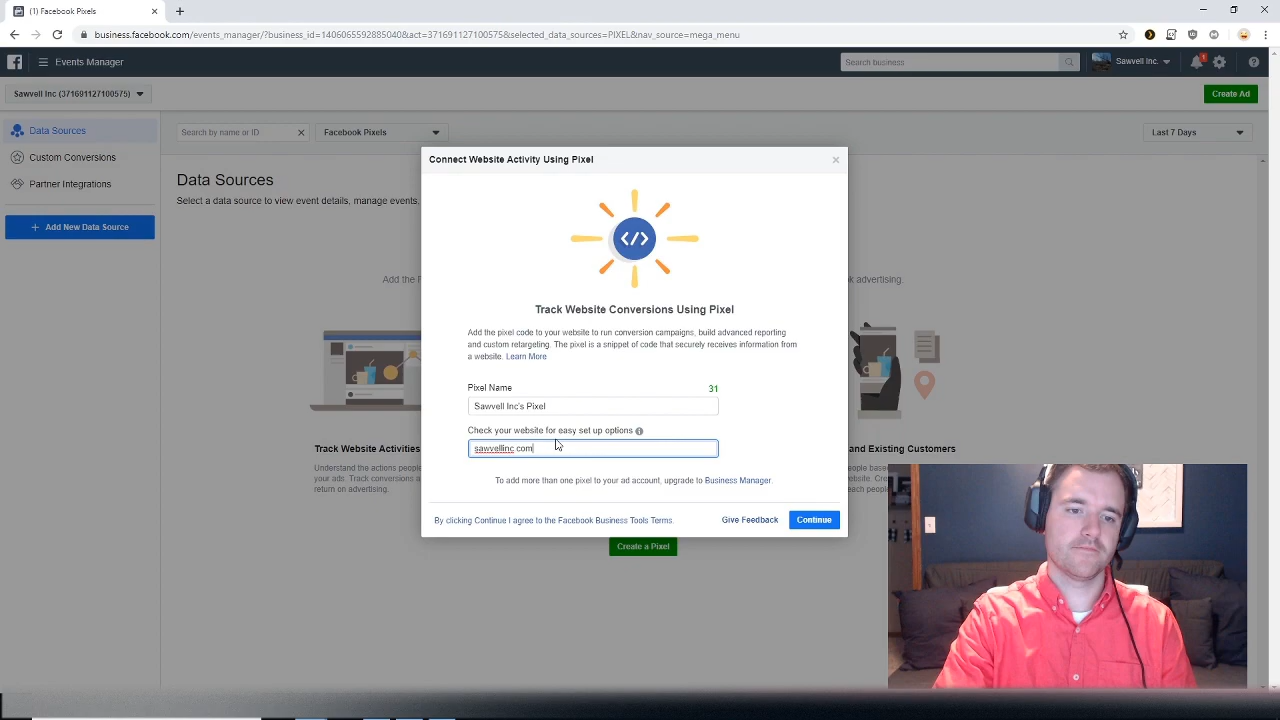 (1) Facebook Pixels
business.facebook.com/events_manager/?business_id=1406065592885040&act=371691127100575&selected_data_sources=PIXEL&nav_source=mega_menu
Events Manager
Search business
Sawvell Inc.
1
Sawvell Inc (371691127100575)
Create Ad
Data Sources
Custom Conversions
Partner Integrations
+ Add New Data Source
Search by name or ID
Facebook Pixels
Last 7 Days
Data Sources
Select a data source to view event details, manage events,
Add the
ok advertising.
Connect Website Activity Using Pixel
</>
Track Website Conversions Using Pixel
Add the pixel code to your website to run conversion campaigns, build advanced reporting
and custom retargeting. The pixel is a snippet of code that securely receives information from
a website. Learn More
Pixel Name
31
Sawvell Inc's Pixel
Check your website for easy set up options
sawvellinc.com
To add more than one pixel to your ad account, upgrade to Business Manager.
By clicking Continue I agree to the Facebook Business Tools Terms.
Give Feedback
Continue
Track Website Activities
Understand the actions people
your ads. Track conversions a
return on advertising.
and Existing Customers
Create a Pixel